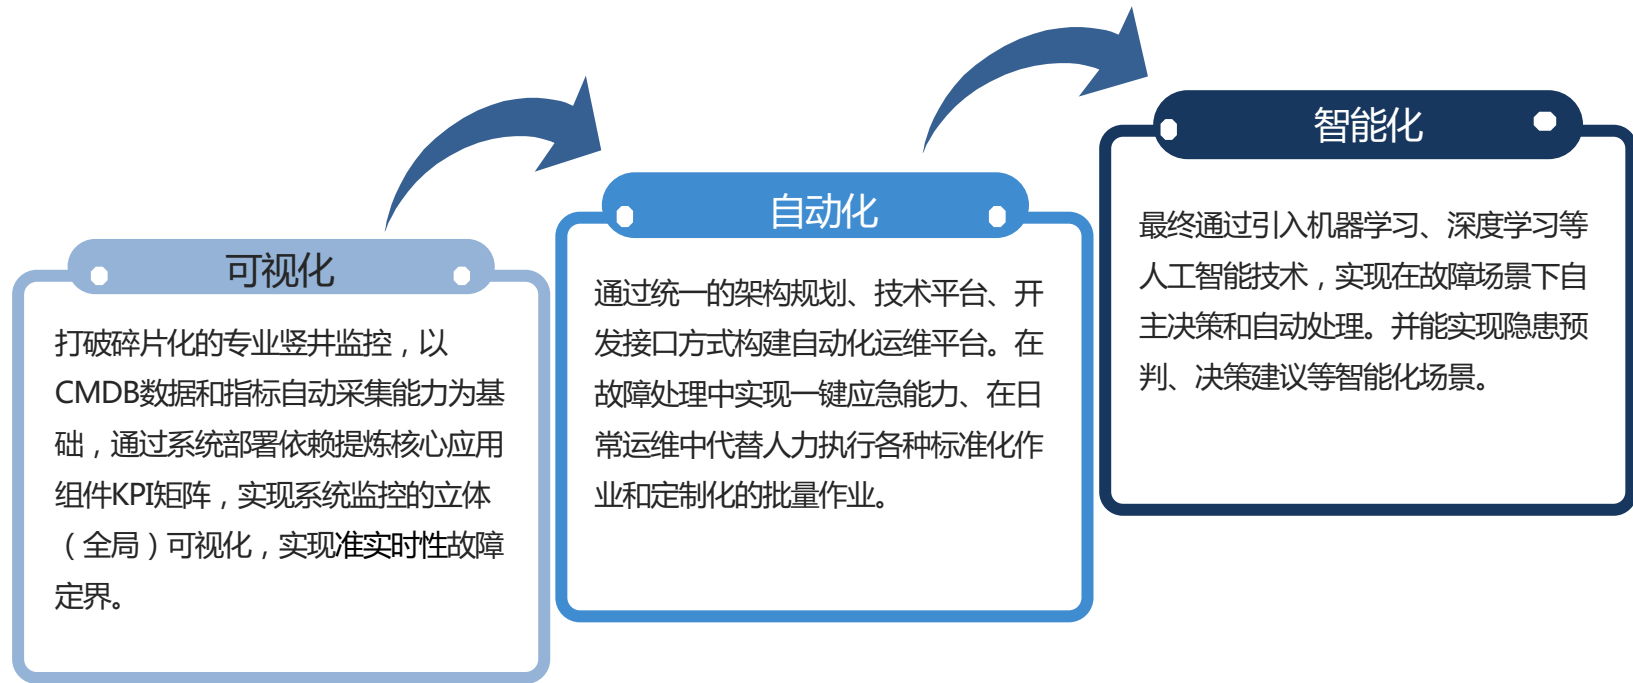 可视化
打破碎片化的专业竖井监控，以
CMDB数据和指标自动采集能力为基
础，通过系统部署依赖提炼核心应用
组件KPI矩阵，实现系统监控的立体
（全局）可视化，实现准实时性故障
定界。
自动化
通过统一的架构规划、技术平台、开
发接口方式构建自动化运维平台。在
故障处理中实现一键应急能力、在日
常运维中代替人力执行各种标准化作
业和定制化的批量作业。
智能化
最终通过引入机器学习、深度学习等
人工智能技术，实现在故障场景下自
主决策和自动处理。并能实现隐患预
判、决策建议等智能化场景。